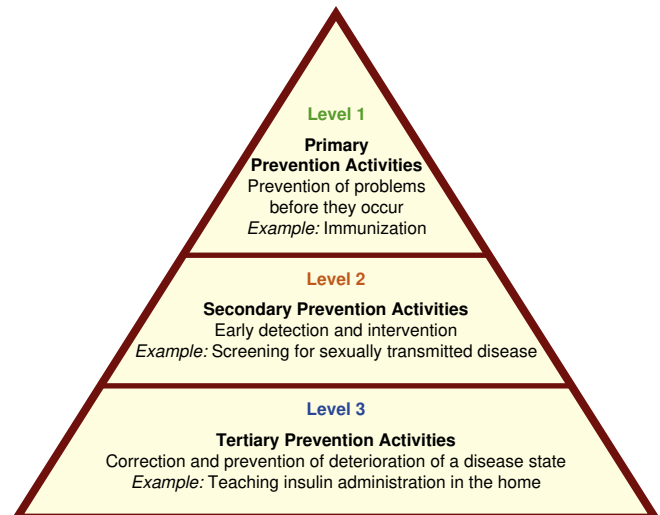 Level 1
Primary
Prevention Activities
Prevention of problems
before they occur
Example: Immunization
Level 2
Secondary Prevention Activities
Early detection and intervention
Example: Screening for sexually transmitted disease
Level 3
Tertiary Prevention Activities
Correction and prevention of deterioration of a disease state
Example: Teaching insulin administration in the home